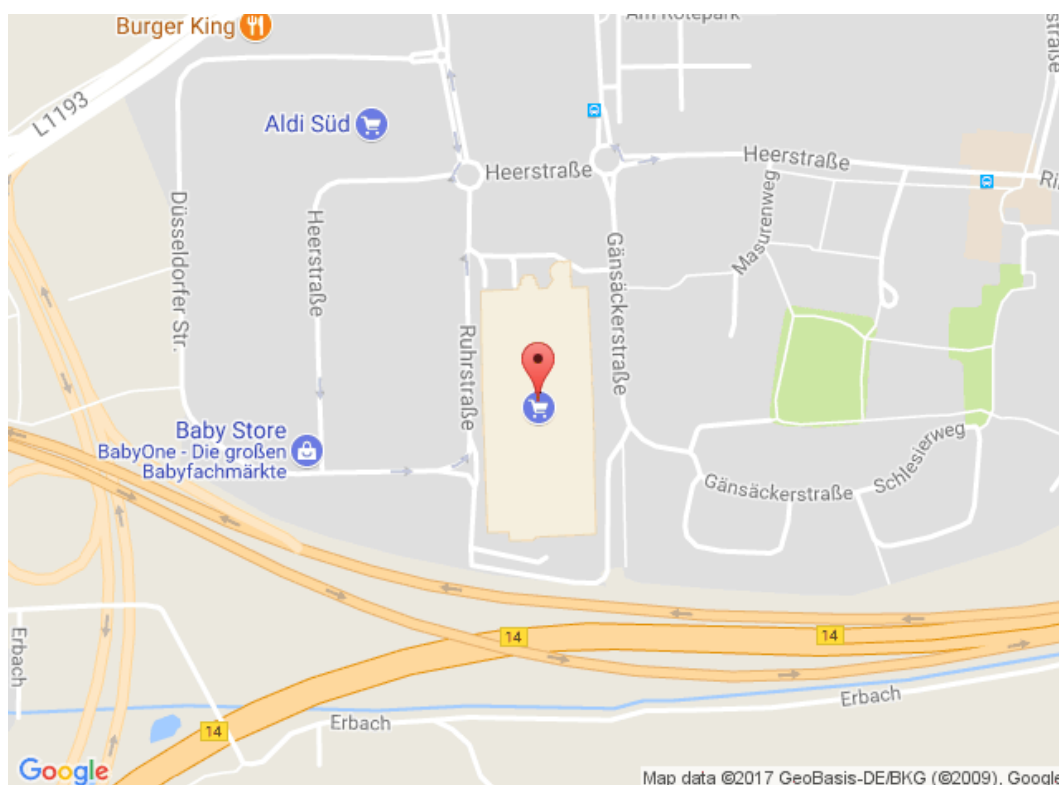 Am Rötepark
Burger King
L1193
Aldi Süd
Heerstraße
Heerstraße
Düsseldorfer Str.
Heerstraße
Masurenweg
Gänsäckerstraße
Ruhrstraße
Baby Store
BabyOne - Die großen
Babyfachmärkte
Schlesierweg
Gänsäckerstraße
14
14
Erbach
Erbach
Erbach
14
Google
Map data ©2017 GeoBasis-DE/BKG (©2009), Google